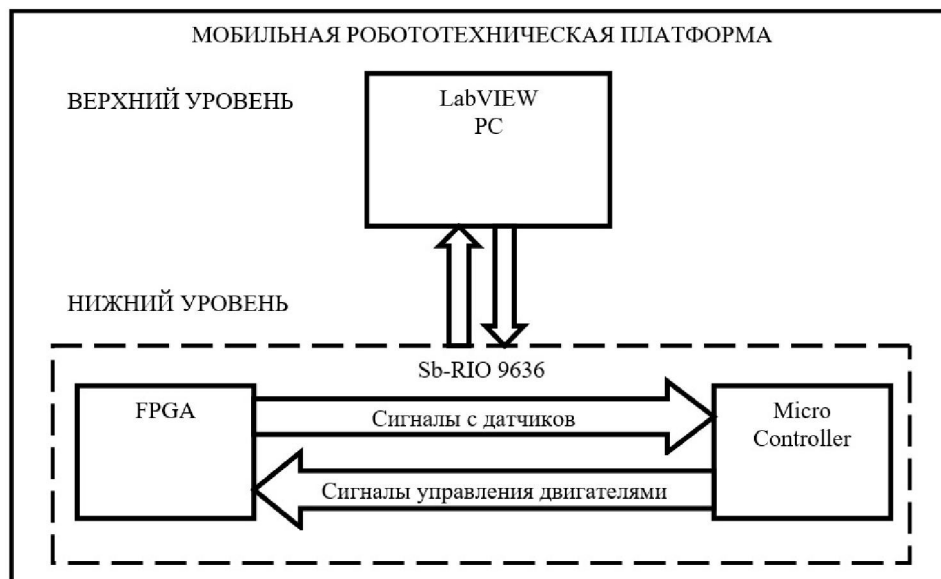 МОБИЛЬНАЯ РОБОТОТЕХНИЧЕСКАЯ ПЛАТФОРМА
ВЕРХНИЙ УРОВЕНЬ
LabVIEW
PC
НИЖНИЙ УРОВЕНЬ
Sb-RIO 9636
FPGA
Сигналы с датчиков
Micro
Controller
Сигналы управления двигателями